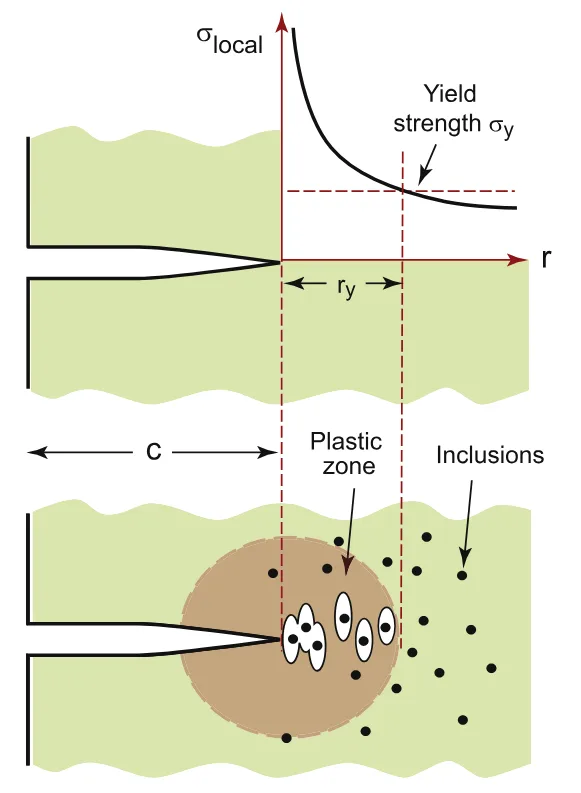 σlocal
Yield
strength σy
r
ry
c
Plastic
zone
Inclusions